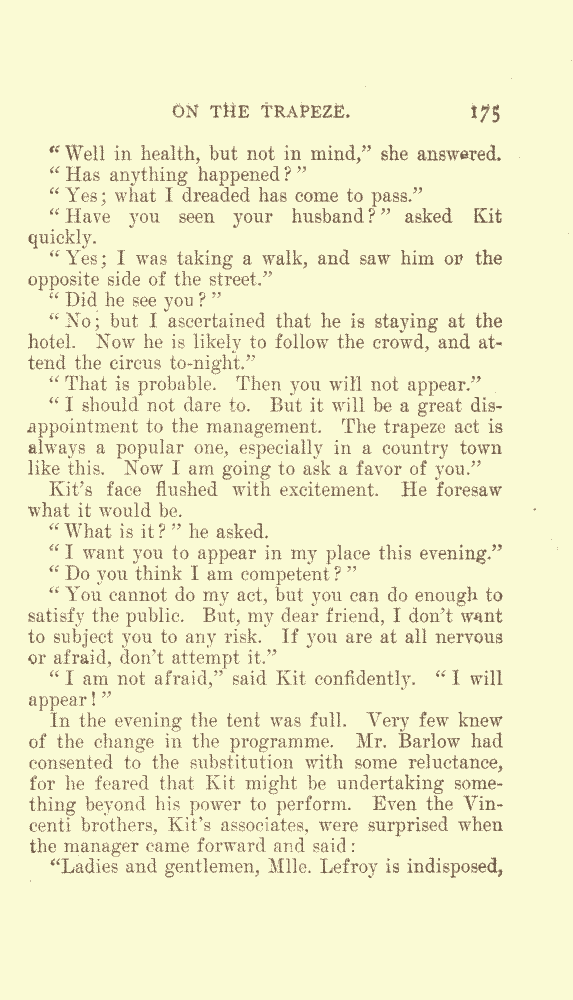 ON THE TRAPEZE. 175
“Well in health, but not in mind,” she answered.
“Has anything happened?”
“Yes; what I dreaded has come to pass.”
“Have you seen your husband?” asked Kit
quickly.
“Yes; I was taking a walk, and saw him on the
opposite side of the street.”
“Did he see you?”
“No; but I ascertained that he is staying at the
hotel. Now he is likely to follow the crowd, and at-
tend the circus to-night.”
“That is probable. Then you will not appear.”
“I should not dare to. But it will be a great dis-
appointment to the management. The trapeze act is
always a popular one, especially in a country town
like this. Now I am going to ask a favor of you.”
Kit’s face flushed with excitement. He foresaw
what it would be.
“What is it?” he asked.
“I want you to appear in my place this evening.”
“Do you think I am competent?”
“You cannot do my act, but you can do enough to
satisfy the public. But, my dear friend, I don’t want
to subject you to any risk. If you are at all nervous
or afraid, don’t attempt it.”
“I am not afraid,” said Kit confidently. “I will
appear!”
In the evening the tent was full. Very few knew
of the change in the programme. Mr. Barlow had
consented to the substitution with some reluctance,
for he feared that Kit might be undertaking some-
thing beyond his power to perform. Even the Vin-
centi brothers, Kit’s associates, were surprised when
the manager came forward and said:
“Ladies and gentlemen, Mlle. Lefroy is indisposed,